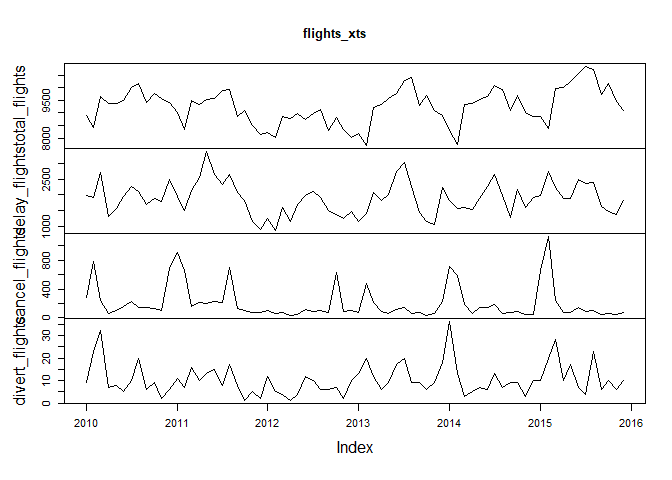 flights_xts
total_flights
8000 9500
delay_flights
1000 2500
cancel_flights
0 400 800
divert_flights
0 10 20 30
2010 2011 2012 2013 2014 2015 2016
Index